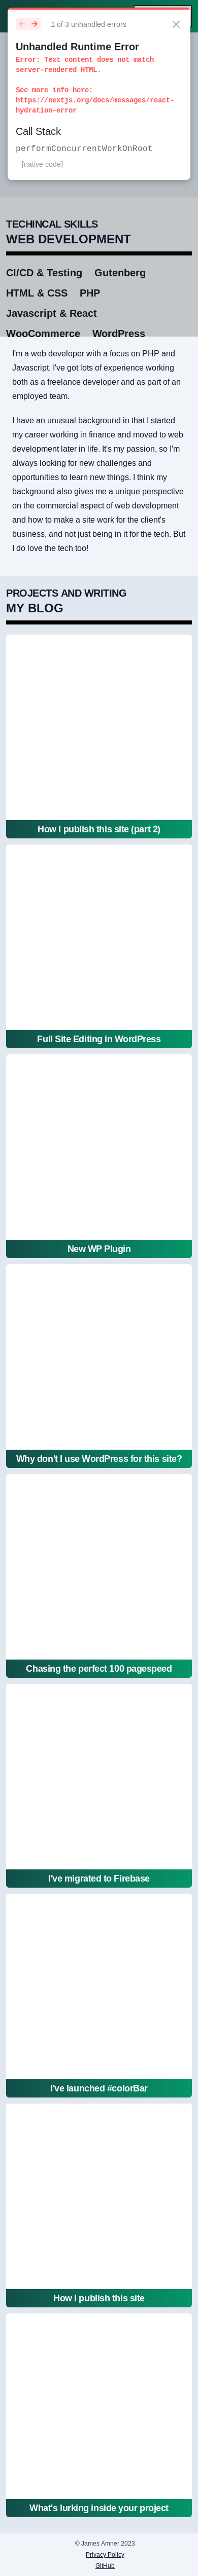 1 of 3 unhandled errors
Unhandled Runtime Error
Error: Text content does not match
server-rendered HTML.
See more info here:
https://nextjs.org/docs/messages/react-
hydration-error
Call Stack
performConcurrentWorkOnRoot
[native code]
TECHNICAL SKILLS
WEB DEVELOPMENT
CI/CD & Testing Gutenberg
HTML & CSS PHP
Javascript & React
WooCommerce WordPress
I'm a web developer with a focus on PHP and
Javascript. I've got lots of experience working
both as a freelance developer and as part of an
employed team.
I have an unusual background in that I started
my career working in finance and moved to web
development later in life. It's my passion, so I'm
always looking for new challenges and
opportunities to learn new things. I think my
background also gives me a unique perspective
on the commercial aspect of web development
and how to make a site work for the client's
business, and not just being in it for the tech. But
I do love the tech too!
PROJECTS AND WRITING
MY BLOG
How I publish this site (part 2)
Full Site Editing in WordPress
New WP Plugin
Why don't I use WordPress for this site?
Chasing the perfect 100 pagespeed
I've migrated to Firebase
I've launched #colorBar
How I publish this site
What's lurking inside your project
© James Amner 2023
Privacy Policy
GitHub